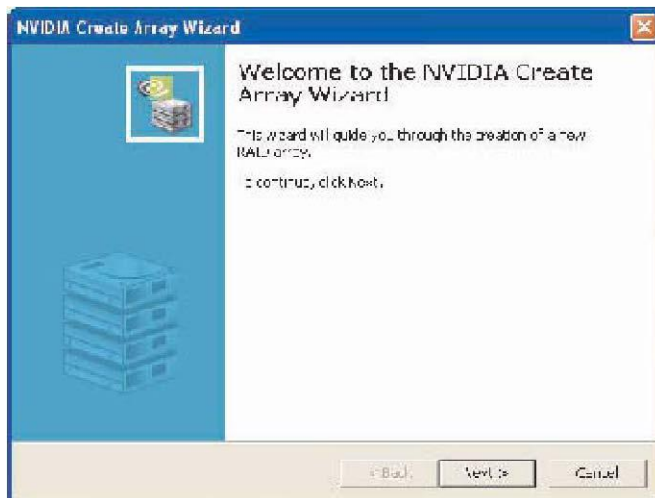 NVIDIA Create Array Wizard
Welcome to the NVIDIA Create
Array Wizard
This wizard will guide you through the creation of a new
RAID array.
To continue, click Next.
< Back
Next >
Cancel